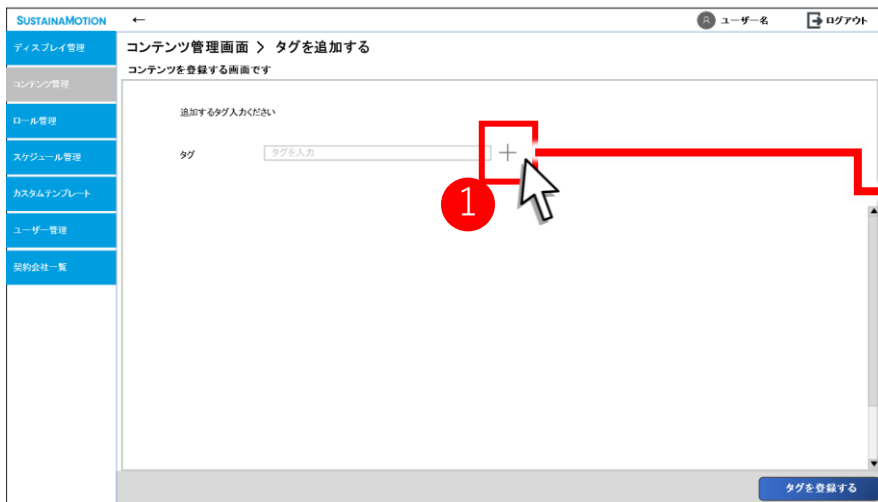 SUSTAINAMOTION ← ユーザー名 ログアウト
ディスプレイ管理
コンテンツ管理
ロール管理
スケジュール管理
カスタムテンプレート
ユーザー管理
契約会社一覧
コンテンツ管理画面 > タグを追加する
コンテンツを登録する画面です
追加するタグ入力ください
タグ タグを入力 +
1
タグを登録する